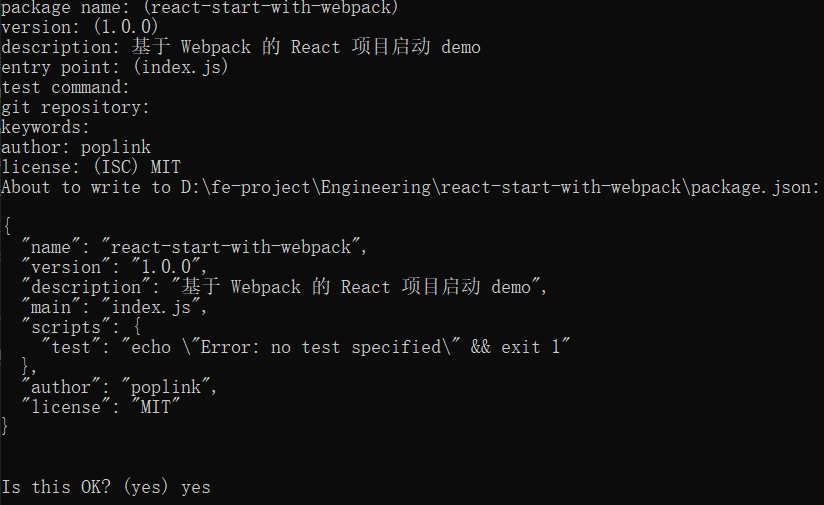 package name: (react-start-with-webpack)
version: (1.0.0)
description: 基于 Webpack 的 React 项目启动 demo
entry point: (index.js)
test command:
git repository:
keywords:
author: poplink
license: (ISC) MIT
About to write to D:\fe-project\Engineering\react-start-with-webpack\package.json:
{
  "name": "react-start-with-webpack",
  "version": "1.0.0",
  "description": "基于 Webpack 的 React 项目启动 demo",
  "main": "index.js",
  "scripts": {
    "test": "echo \"Error: no test specified\" && exit 1"
  },
  "author": "poplink",
  "license": "MIT"
}
Is this OK? (yes) yes